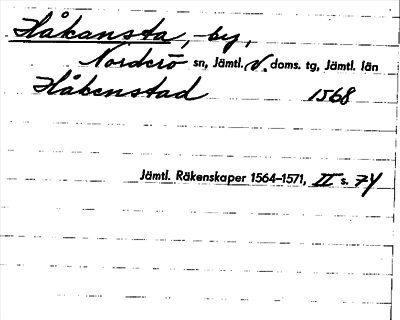 Håkansta, by,
Norderö sn, Jämtl. V. doms. tg, Jämtl. län
Håkenstad 1568
Jämtl. Räkenskaper 1564–1571, II s. 74